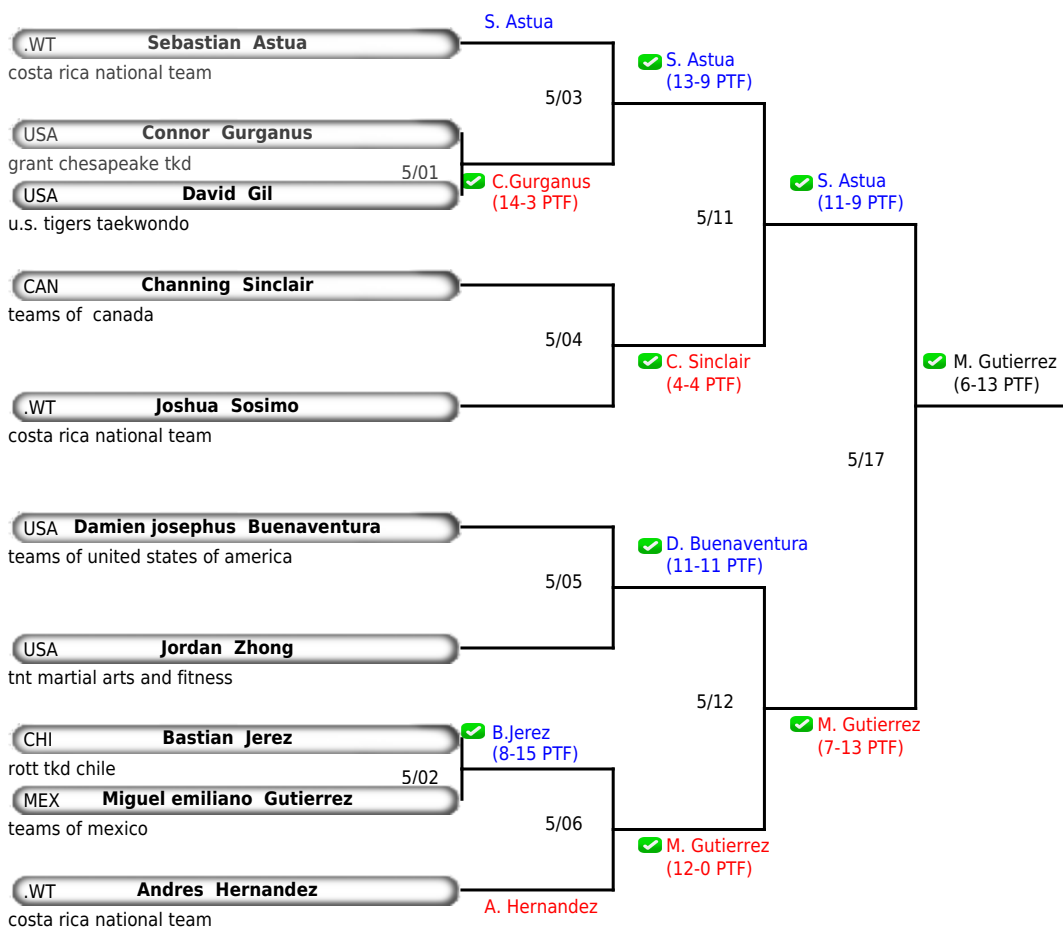 S. Astua
.WT Sebastian Astua
costa rica national team
S. Astua
(13-9 PTF)
5/03
USA Connor Gurganus
grant chesapeake tkd
5/01
C.Gurganus
(14-3 PTF)
USA David Gil
u.s. tigers taekwondo
S. Astua
(11-9 PTF)
5/11
CAN Channing Sinclair
teams of canada
5/04
C. Sinclair
(4-4 PTF)
M. Gutierrez
(6-13 PTF)
.WT Joshua Sosimo
costa rica national team
5/17
USA Damien josephus Buenaventura
teams of united states of america
D. Buenaventura
(11-11 PTF)
5/05
USA Jordan Zhong
tnt martial arts and fitness
5/12
M. Gutierrez
(7-13 PTF)
CHI Bastian Jerez
rott tkd chile
B.Jerez
(8-15 PTF)
5/02
MEX Miguel emiliano Gutierrez
teams of mexico
5/06
M. Gutierrez
(12-0 PTF)
.WT Andres Hernandez
costa rica national team
A. Hernandez